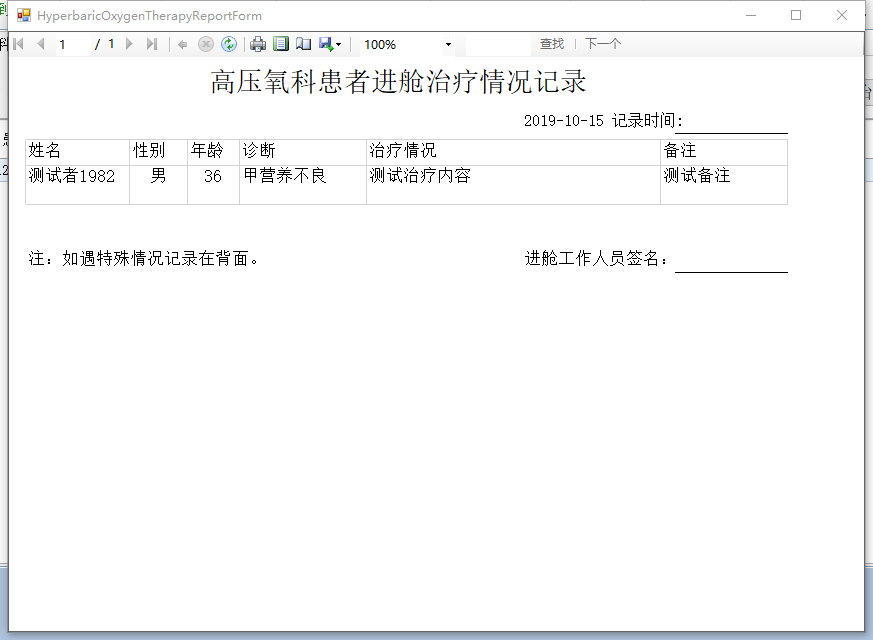 HyperbaricOxygenTherapyReportForm
1 / 1 100% 查找 | 下一个
高压氧科患者进舱治疗情况记录
2019-10-15 记录时间:
姓名 性别 年龄 诊断 治疗情况 备注
测试者1982 男 36 甲营养不良 测试治疗内容 测试备注
注: 如遇特殊情况记录在背面。 进舱工作人员签名: